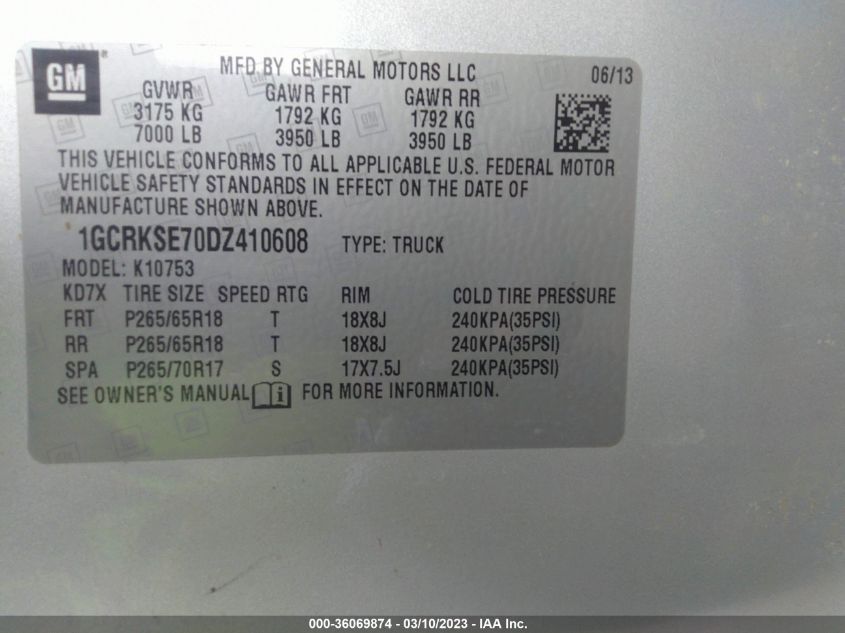 GM
MFD BY GENERAL MOTORS LLC 06/13
GVWR GAWR FRT GAWR RR
3175 KG 1792 KG 1792 KG
7000 LB 3950 LB 3950 LB
THIS VEHICLE CONFORMS TO ALL APPLICABLE U.S. FEDERAL MOTOR
VEHICLE SAFETY STANDARDS IN EFFECT ON THE DATE OF
MANUFACTURE SHOWN ABOVE.
1GCRKSE70DZ410608 TYPE: TRUCK
MODEL: K10753
KD7X TIRE SIZE SPEED RTG RIM COLD TIRE PRESSURE
FRT P265/65R18 T 18X8J 240KPA(35PSI)
RR P265/65R18 T 18X8J 240KPA(35PSI)
SPA P265/70R17 S 17X7.5J 240KPA(35PSI)
SEE OWNER'S MANUAL i FOR MORE INFORMATION.
000-36069874 — 03/10/2023 — IAA Inc.